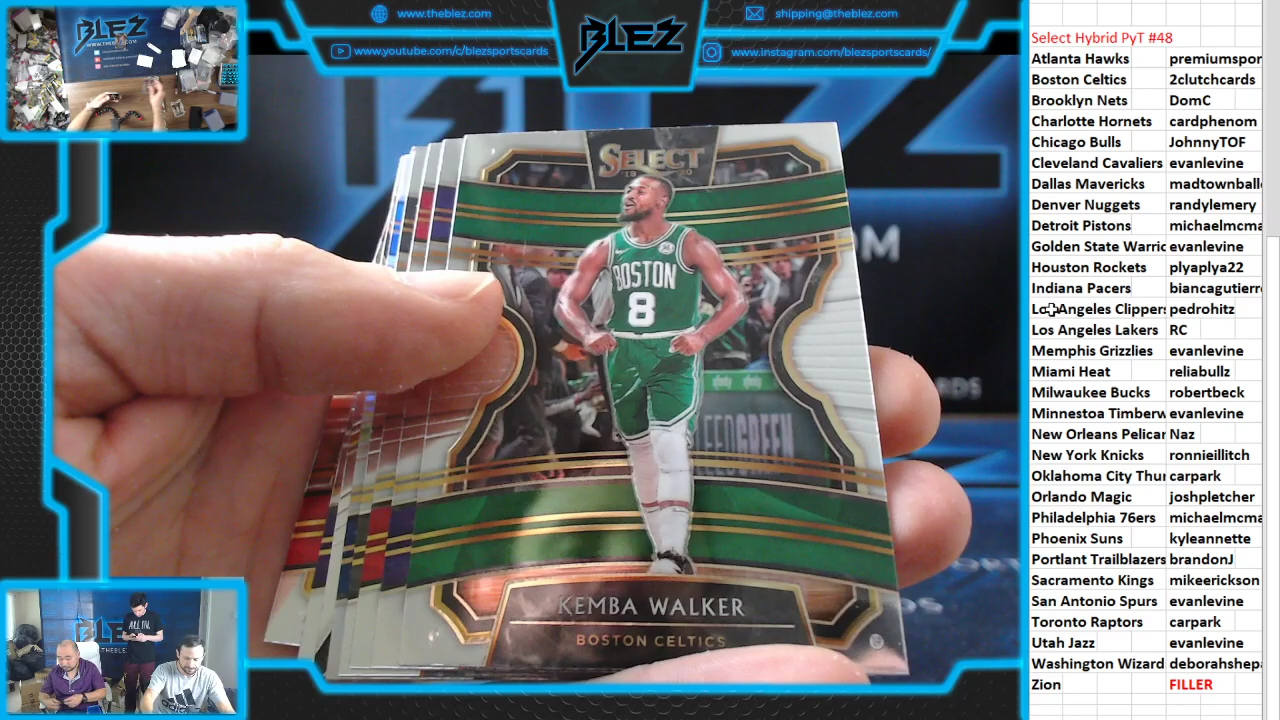 www.theblez.com
shipping@theblez.com
www.youtube.com/c/blezsportscards
www.instagram.com/blezsportscards/
BLEZ
SELECT
BOSTON
8
KEMBA WALKER
BOSTON CELTICS
BLEZ
Select Hybrid PyT #48
Atlanta Hawks premiumspor
Boston Celtics 2clutchcards
Brooklyn Nets DomC
Charlotte Hornets cardphenom
Chicago Bulls JohnnyTOF
Cleveland Cavaliers evanlevine
Dallas Mavericks madtownball
Denver Nuggets randylemery
Detroit Pistons michaelmcma
Golden State Warric evanlevine
Houston Rockets plyaplya22
Indiana Pacers biancagutierr
Los Angeles Clippers pedrohitz
Los Angeles Lakers RC
Memphis Grizzlies evanlevine
Miami Heat reliabullz
Milwaukee Bucks robertbeck
Minnestoa Timberw evanlevine
New Orleans Pelicar Naz
New York Knicks ronnieillitch
Oklahoma City Thu carpark
Orlando Magic joshpletcher
Philadelphia 76ers michaelmcma
Phoenix Suns kyleannette
Portlant Trailblazers brandonJ
Sacramento Kings mikeerickson
San Antonio Spurs evanlevine
Toronto Raptors carpark
Utah Jazz evanlevine
Washington Wizard deborahshepa
Zion FILLER